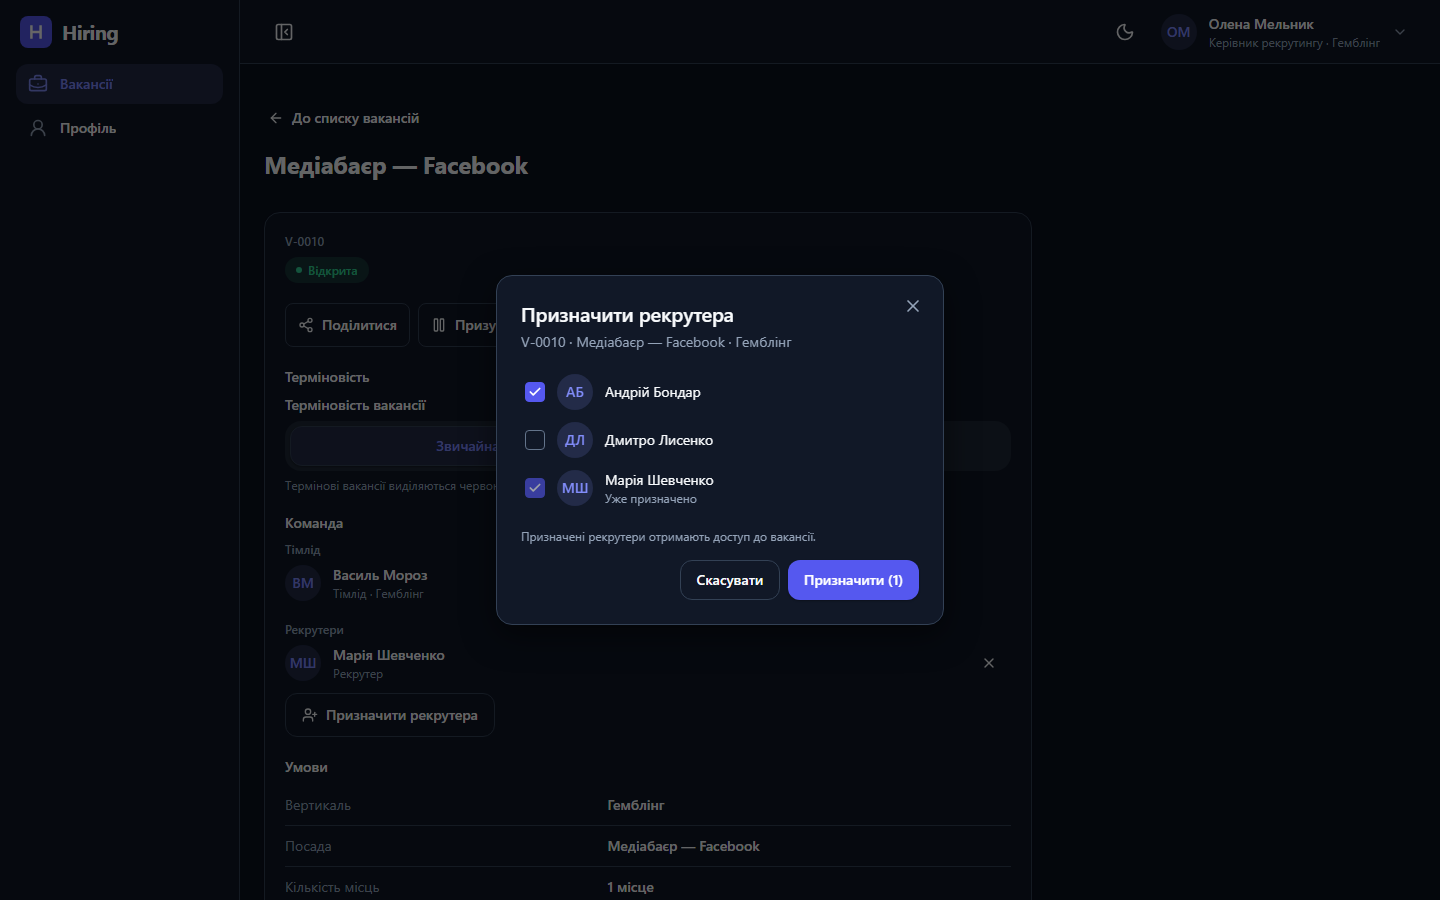 H Hiring
Вакансії
Профіль
ОМ
Олена Мельник
Керівник рекрутингу · Гемблінг
До списку вакансій
Медіабаєр — Facebook
V-0010
Відкрита
Поділитися
Призу
Терміновість
Терміновість вакансії
Звичайна
Термінові вакансії виділяються черво
Команда
Тімлід
ВМ
Василь Мороз
Тімлід · Гемблінг
Рекрутери
МШ
Марія Шевченко
Рекрутер
Призначити рекрутера
Умови
Вертикаль
Гемблінг
Посада
Медіабаєр — Facebook
Кількість місць
1 місце
Призначити рекрутера
V-0010 · Медіабаєр — Facebook · Гемблінг
АБ
Андрій Бондар
ДЛ
Дмитро Лисенко
МШ
Марія Шевченко
Уже призначено
Призначені рекрутери отримають доступ до вакансії.
Скасувати
Призначити (1)